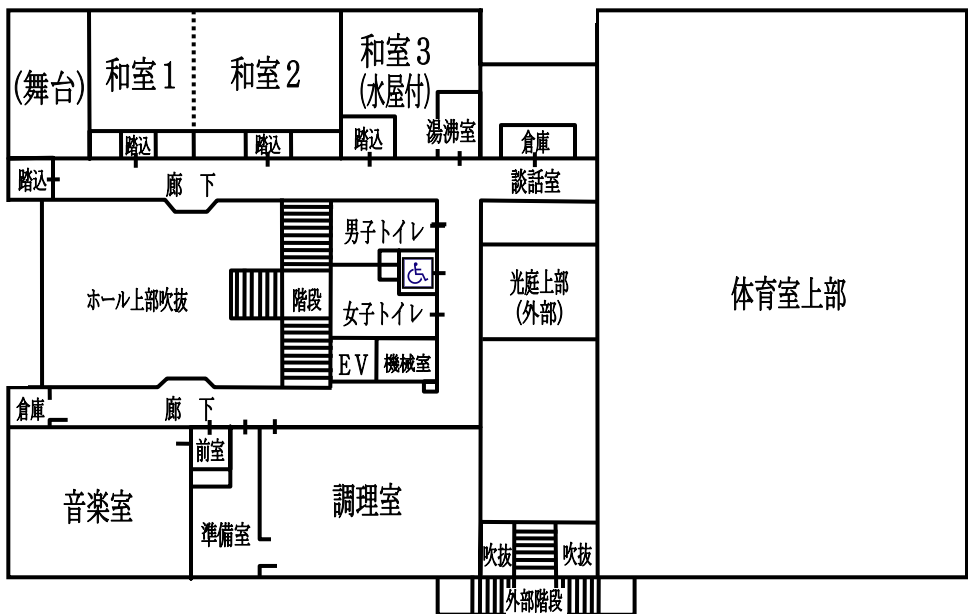 (舞台)
和室1
和室2
和室3
(水屋付)
踏込
踏込
踏込
湯沸室
倉庫
踏込
廊 下
談話室
男子トイレ
ホール上部吹抜
階段
女子トイレ
光庭上部
(外部)
体育室上部
EV
機械室
倉庫
廊 下
前室
音楽室
準備室
調理室
吹抜
吹抜
外部階段